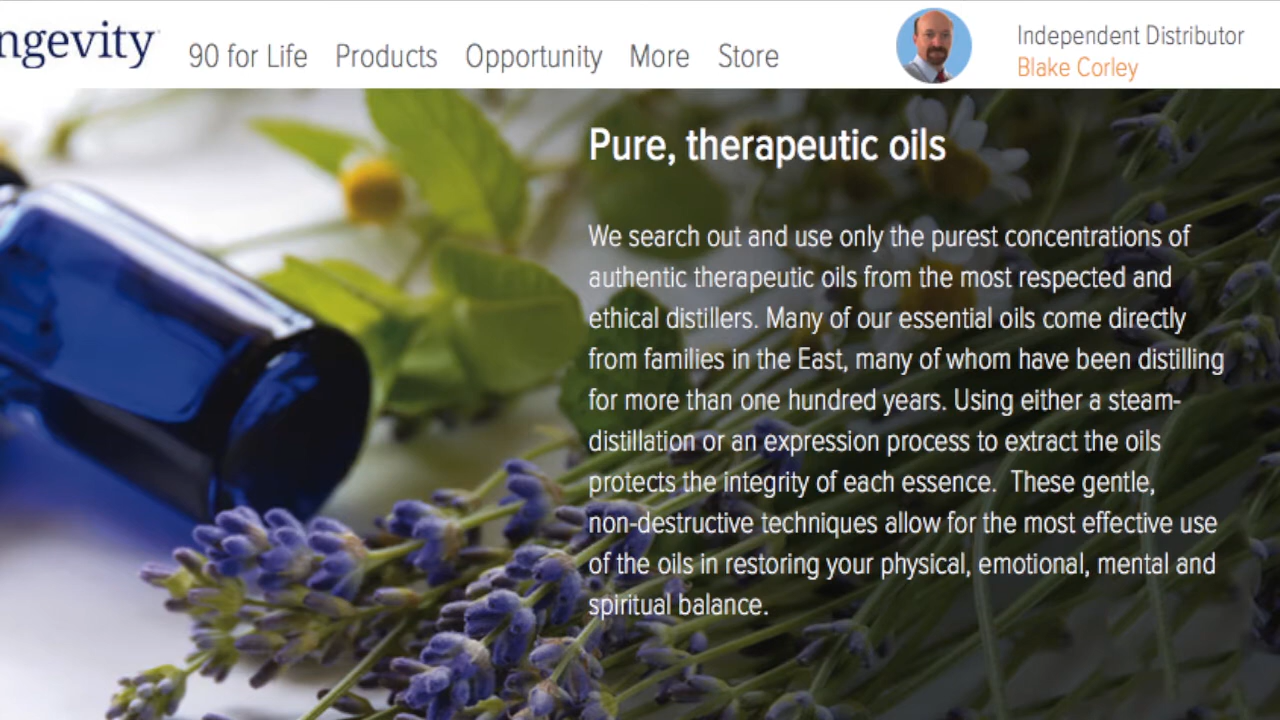 ngevity
90 for Life Products Opportunity More Store
Independent Distributor
Blake Corley
Pure, therapeutic oils
We search out and use only the purest concentrations of
authentic therapeutic oils from the most respected and
ethical distillers. Many of our essential oils come directly
from families in the East, many of whom have been distilling
for more than one hundred years. Using either a steam-
distillation or an expression process to extract the oils
protects the integrity of each essence.  These gentle,
non-destructive techniques allow for the most effective use
of the oils in restoring your physical, emotional, mental and
spiritual balance.